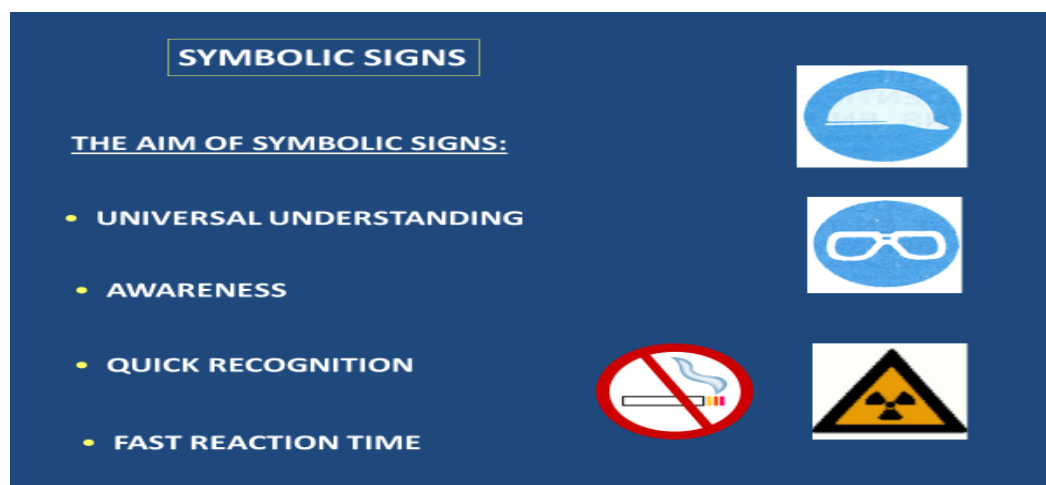 SYMBOLIC SIGNS
THE AIM OF SYMBOLIC SIGNS:
• UNIVERSAL UNDERSTANDING
• AWARENESS
• QUICK RECOGNITION
• FAST REACTION TIME